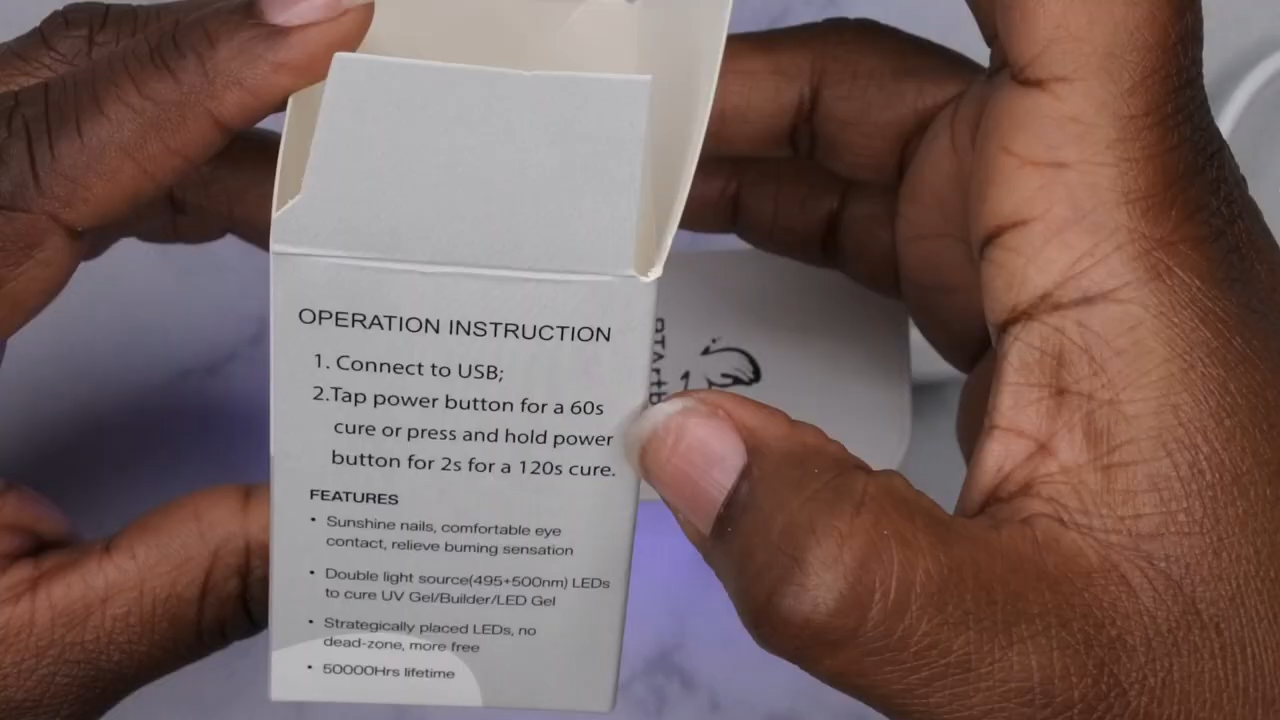 OPERATION INSTRUCTION
1. Connect to USB;
2.Tap power button for a 60s
cure or press and hold power
button for 2s for a 120s cure.
FEATURES
• Sunshine nails, comfortable eye
contact, relieve burning sensation
• Double light source(495+500nm) LEDs
to cure UV Gel/Builder/LED Gel
• Strategically placed LEDs, no
dead-zone, more free
• 50000Hrs lifetime